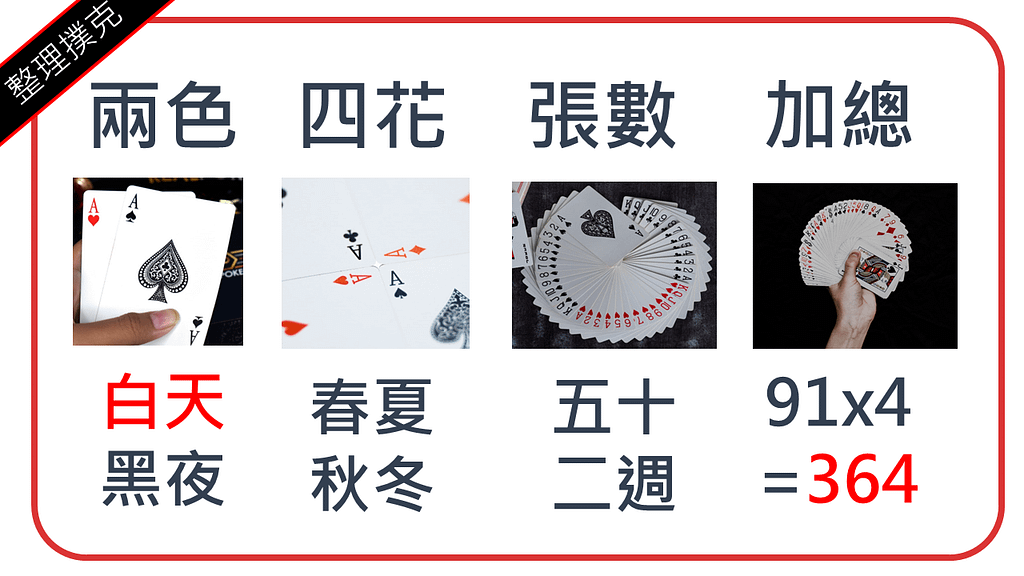 整理撲克
兩色
四花
張數
加總
白天
黑夜
春夏
秋冬
五十
二週
91x4
=364